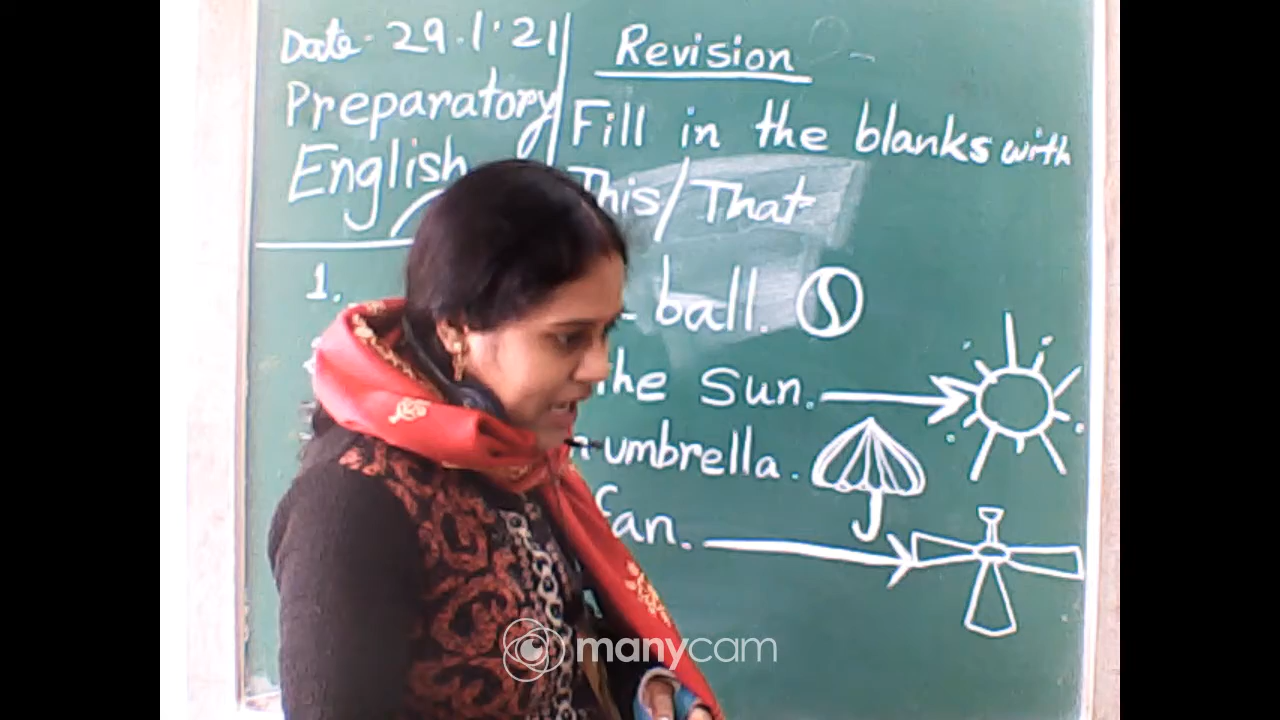 Date - 29.1.21
Preparatory
English
Revision
Fill in the blanks with
This/That
1. ball.
the sun.
umbrella.
fan.
manycam